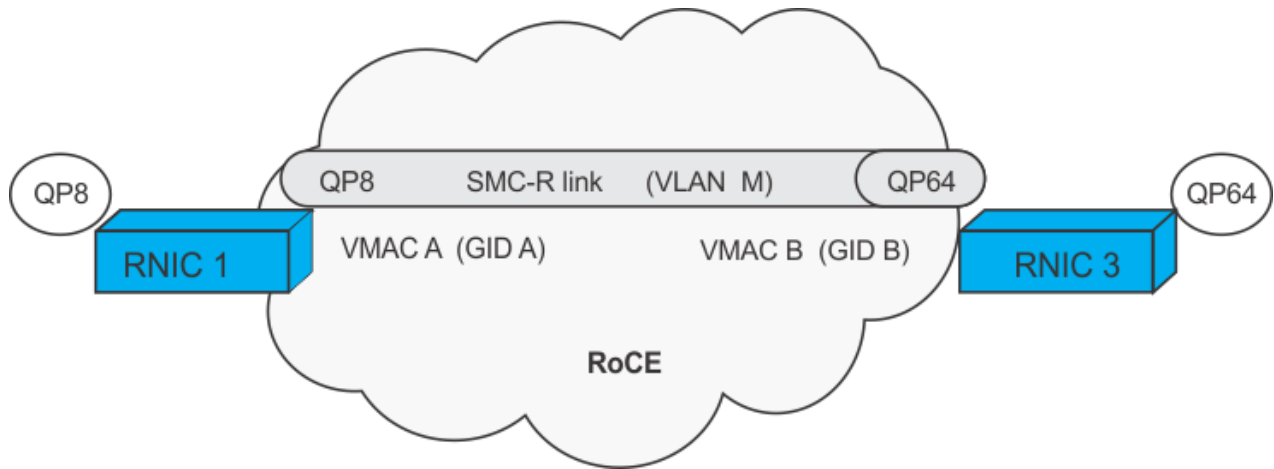 QP8
QP8 SMC-R link (VLAN M) QP64
QP64
RNIC 1
VMAC A (GID A)
VMAC B (GID B)
RNIC 3
RoCE